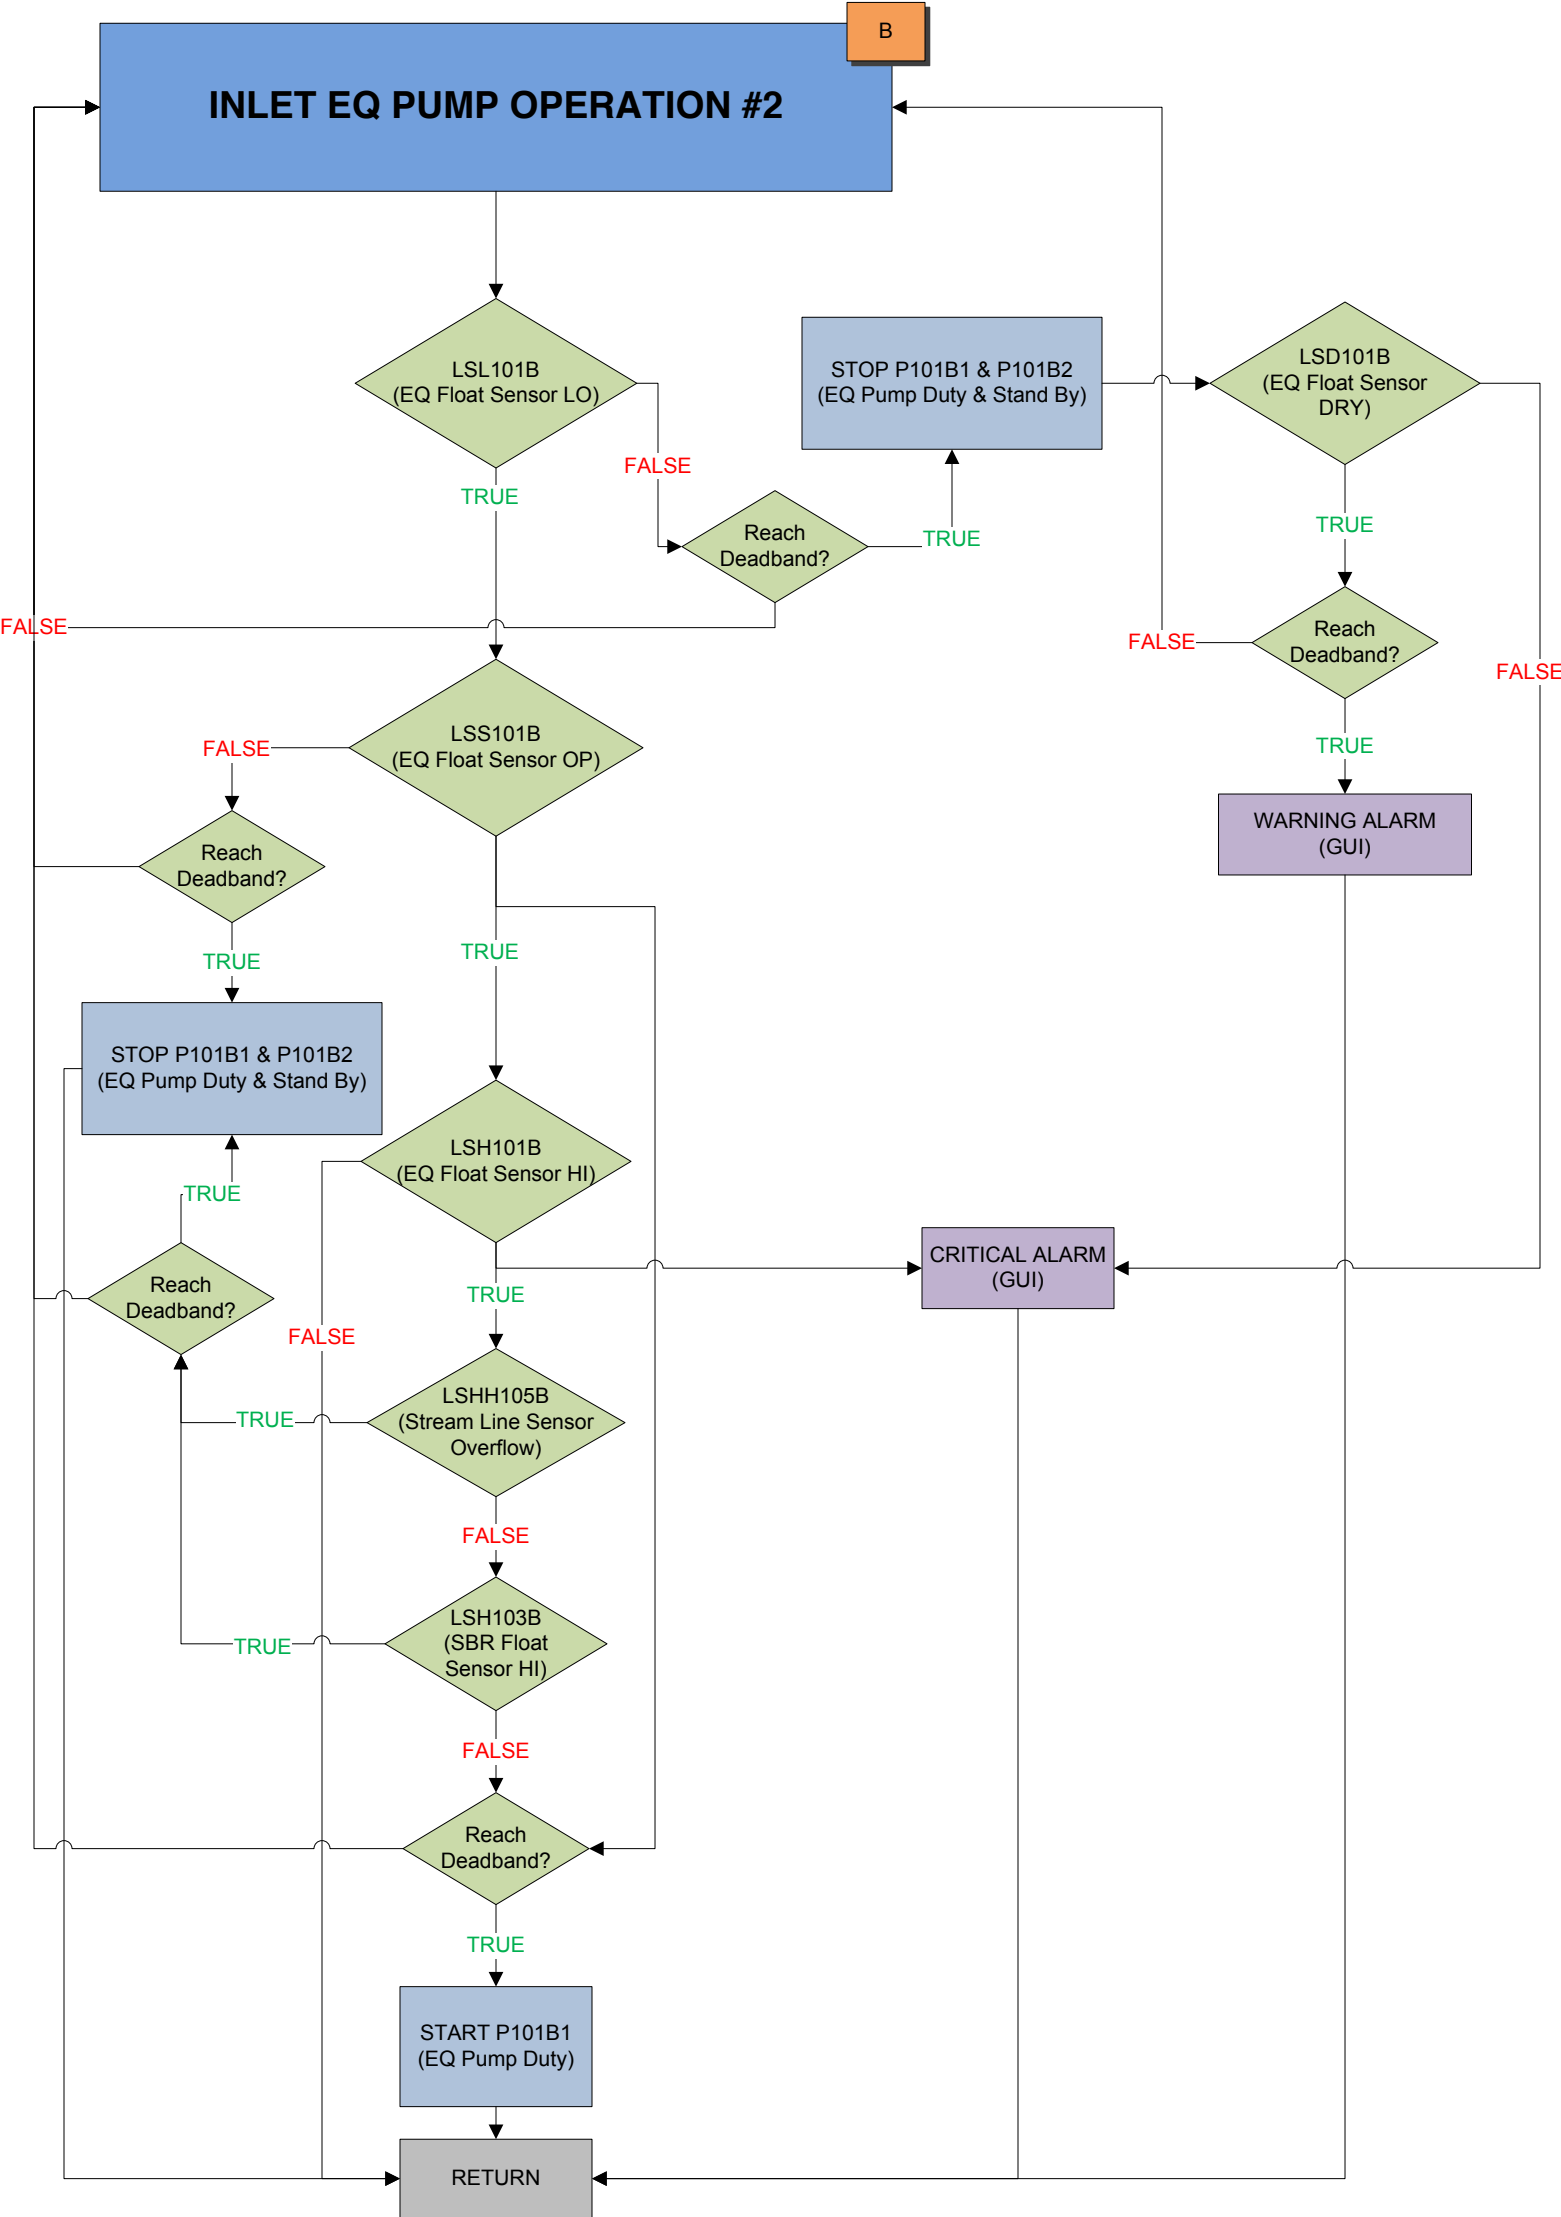 B
INLET EQ PUMP OPERATION #2
LSL101B
(EQ Float Sensor LO)
STOP P101B1 & P101B2
(EQ Pump Duty & Stand By)
LSD101B
(EQ Float Sensor
DRY)
FALSE
TRUE
Reach
Deadband?
TRUE
TRUE
FALSE
Reach
Deadband?
FALSE
FALSE
TRUE
LSS101B
(EQ Float Sensor OP)
FALSE
WARNING ALARM
(GUI)
Reach
Deadband?
TRUE
TRUE
STOP P101B1 & P101B2
(EQ Pump Duty & Stand By)
LSH101B
(EQ Float Sensor HI)
TRUE
CRITICAL ALARM
(GUI)
Reach
Deadband?
TRUE
FALSE
LSHH105B
(Stream Line Sensor
Overflow)
TRUE
FALSE
LSH103B
(SBR Float
Sensor HI)
TRUE
FALSE
Reach
Deadband?
TRUE
START P101B1
(EQ Pump Duty)
RETURN